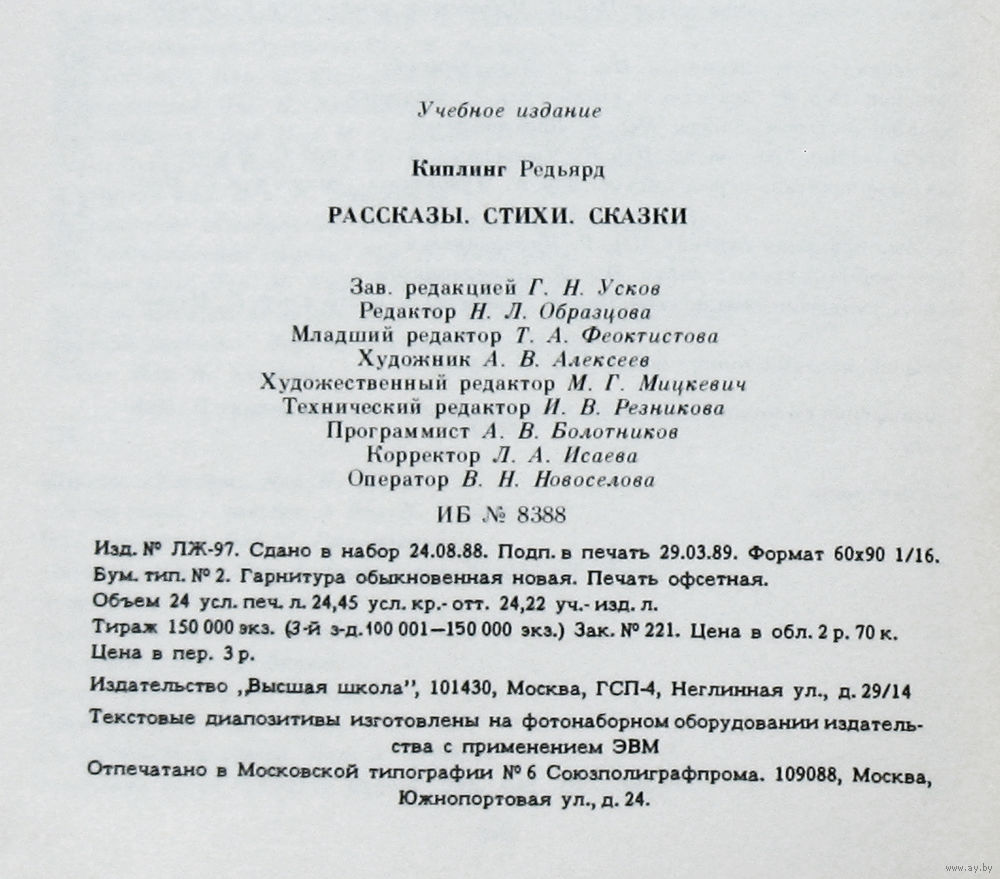 Учебное издание
Киплинг Редьярд
РАССКАЗЫ. СТИХИ. СКАЗКИ
Зав. редакцией Г. Н. Усков
Редактор Н. Л. Образцова
Младший редактор Т. А. Феоктистова
Художник А. В. Алексеев
Художественный редактор М. Г. Мицкевич
Технический редактор И. В. Резникова
Программист А. В. Болотников
Корректор Л. А. Исаева
Оператор В. Н. Новоселова
ИБ № 8388
Изд. № ЛЖ-97. Сдано в набор 24.08.88. Подп. в печать 29.03.89. Формат 60х90 1/16.
Бум. тип. № 2. Гарнитура обыкновенная новая. Печать офсетная.
Объем 24 усл. печ. л. 24,45 усл. кр.- отт. 24,22 уч.- изд. л.
Тираж 150 000 экз. (3-й з-д.100 001—150 000 экз.) Зак. № 221. Цена в обл. 2 р. 70 к.
Цена в пер. 3 р.
Издательство „Высшая школа", 101430, Москва, ГСП-4, Неглинная ул., д. 29/14
Текстовые диапозитивы изготовлены на фотонаборном оборудовании издатель-
ства с применением ЭВМ
Отпечатано в Московской типографии № 6 Союзполиграфпрома. 109088, Москва,
Южнопортовая ул., д. 24.
www.ay.by